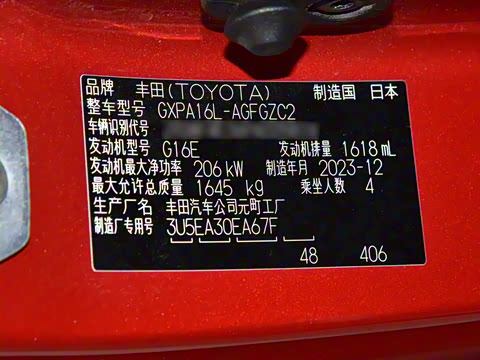 品牌 丰田(TOYOTA) 制造国 日本
整车型号 GXPA16L-AGFGZC2
车辆识别代号
发动机型号 G16E 发动机排量 1618 mL
发动机最大净功率 206 kW 制造年月 2023-12
最大允许总质量 1645 kg 乘坐人数 4
生产厂名 丰田汽车公司元町工厂
制造厂专用号 3U5EA30EA67F
48 406